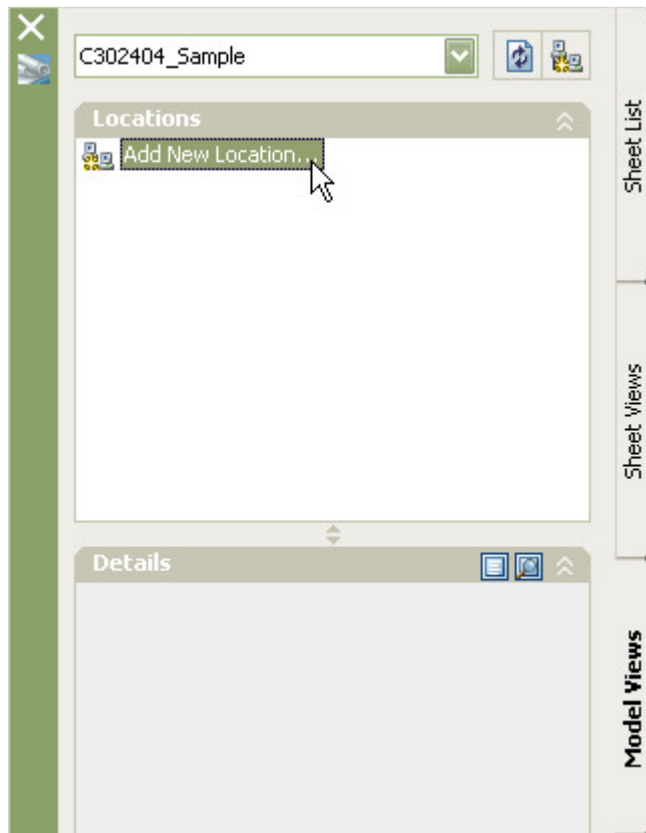 C302404_Sample
Locations
Add New Location...
Details
Sheet List
Sheet Views
Model Views